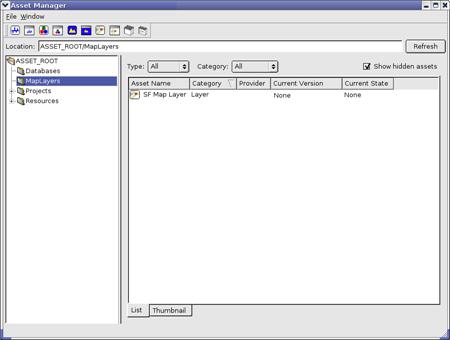 Asset Manager
File Window
Location: ASSET_ROOT/MapLayers Refresh
ASSET_ROOT
Databases
MapLayers
Projects
Resources
Type: All Category: All Show hidden assets
Asset Name Category Provider Current Version Current State
SF Map Layer Layer None None
List Thumbnail